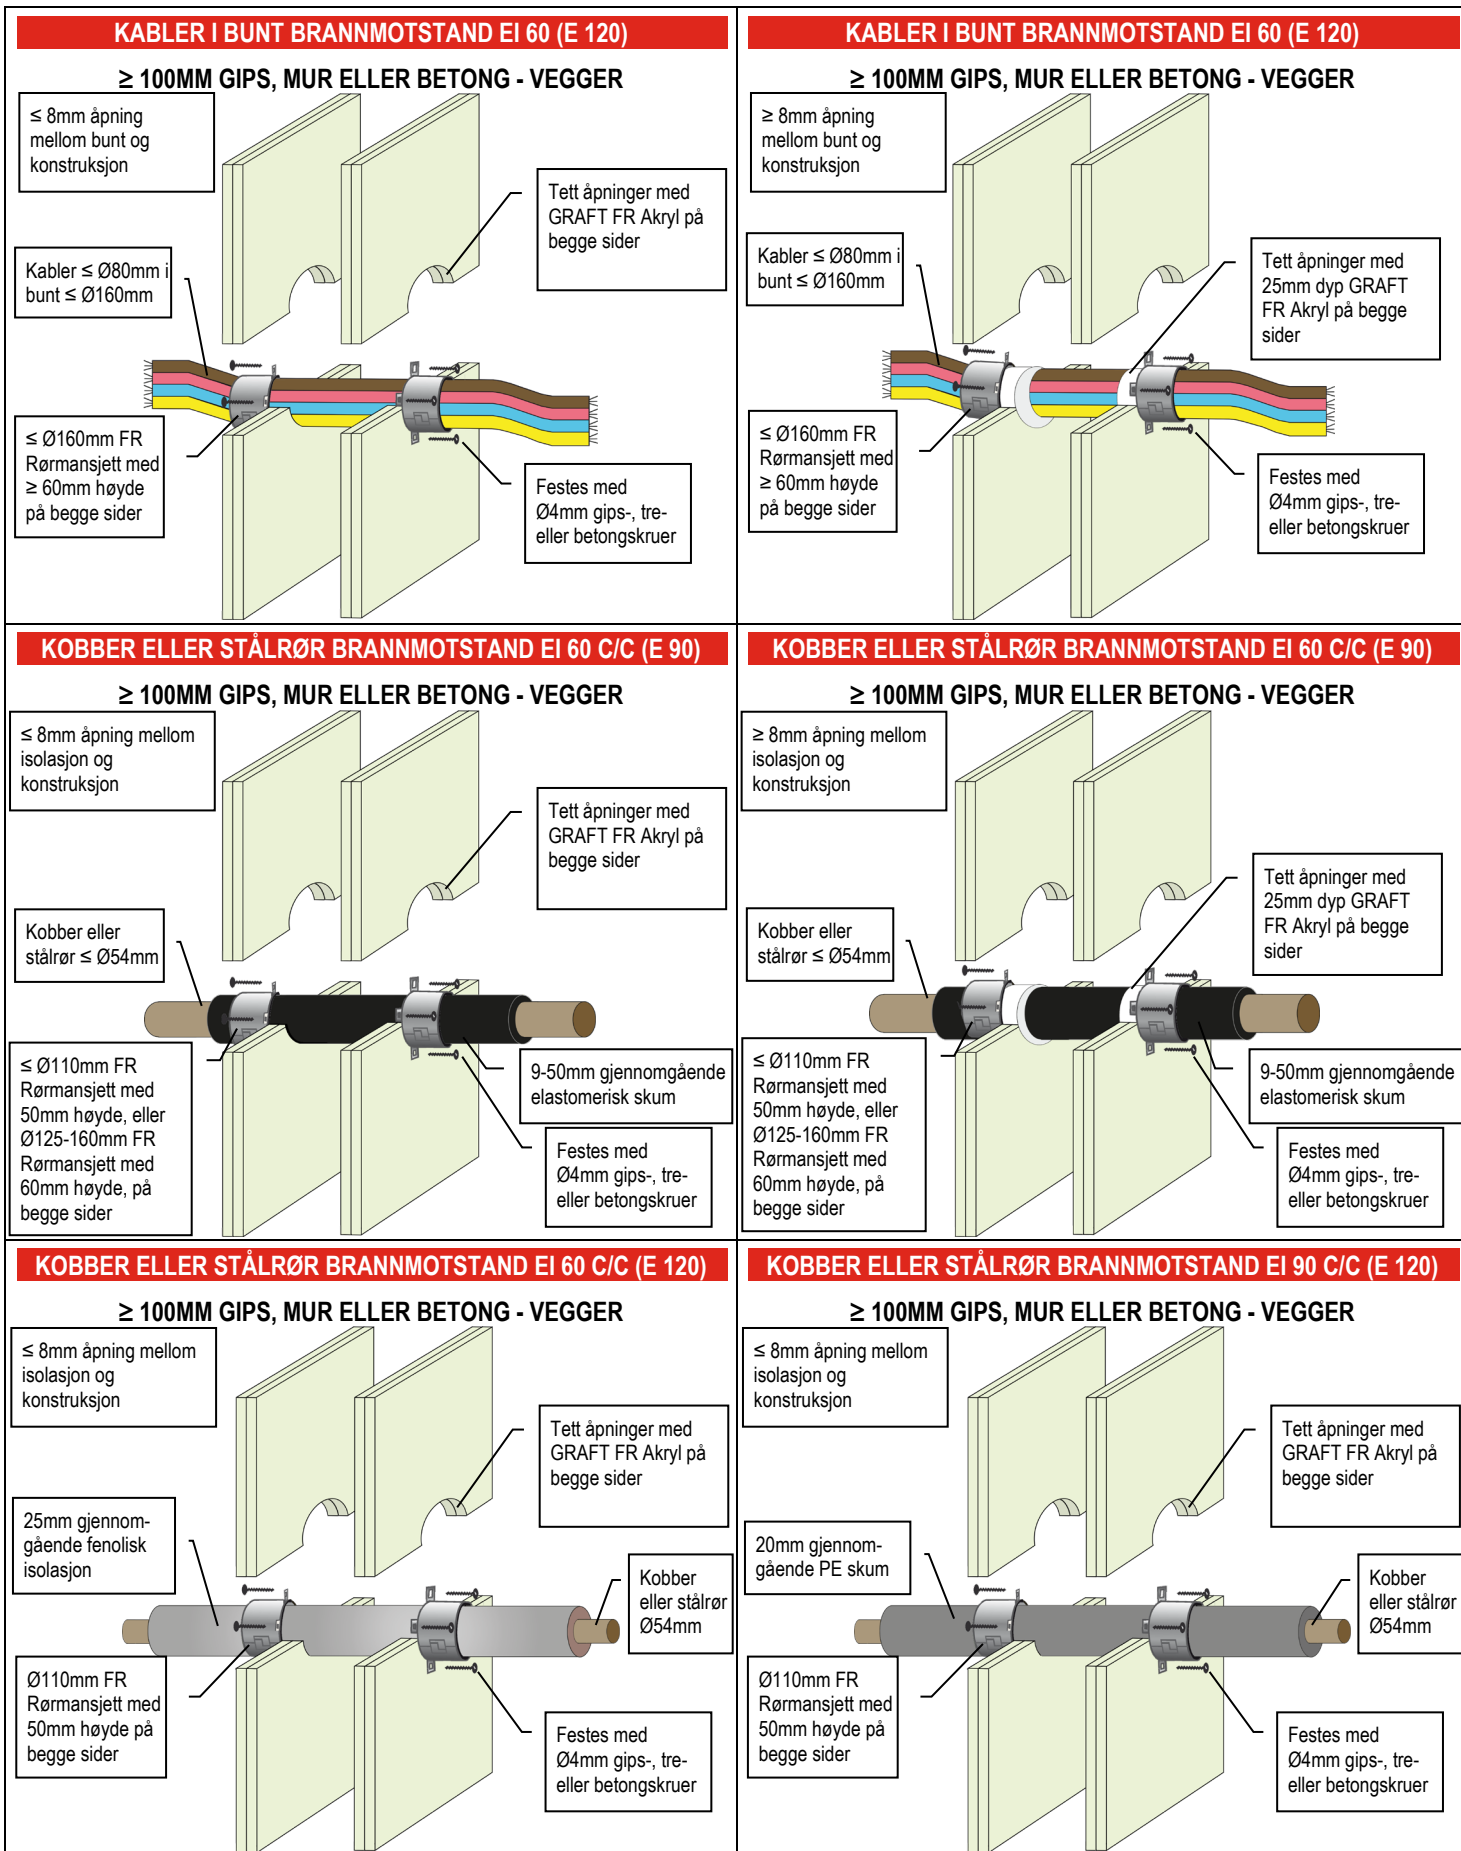 KABLER I BUNT BRANNMOTSTAND EI 60 (E 120)
≥ 100MM GIPS, MUR ELLER BETONG - VEGGER
≤ 8mm åpning
mellom bunt og
konstruksjon
Tett åpninger med
GRAFT FR Akryl på
begge sider
Kabler ≤ Ø80mm i
bunt ≤ Ø160mm
≤ Ø160mm FR
Rørmansjett med
≥ 60mm høyde
på begge sider
Festes med
Ø4mm gips-, tre-
eller betongskruer
KABLER I BUNT BRANNMOTSTAND EI 60 (E 120)
≥ 100MM GIPS, MUR ELLER BETONG - VEGGER
≥ 8mm åpning
mellom bunt og
konstruksjon
Kabler ≤ Ø80mm i
bunt ≤ Ø160mm
Tett åpninger med
25mm dyp GRAFT
FR Akryl på begge
sider
≤ Ø160mm FR
Rørmansjett med
≥ 60mm høyde
på begge sider
Festes med
Ø4mm gips-, tre-
eller betongskruer
KOBBER ELLER STÅLRØR BRANNMOTSTAND EI 60 C/C (E 90)
≥ 100MM GIPS, MUR ELLER BETONG - VEGGER
≤ 8mm åpning mellom
isolasjon og
konstruksjon
Tett åpninger med
GRAFT FR Akryl på
begge sider
Kobber eller
stålrør ≤ Ø54mm
≤ Ø110mm FR
Rørmansjett med
50mm høyde, eller
Ø125-160mm FR
Rørmansjett med
60mm høyde, på
begge sider
9-50mm gjennomgående
elastomerisk skum
Festes med
Ø4mm gips-, tre-
eller betongskruer
KOBBER ELLER STÅLRØR BRANNMOTSTAND EI 60 C/C (E 90)
≥ 100MM GIPS, MUR ELLER BETONG - VEGGER
≥ 8mm åpning mellom
isolasjon og
konstruksjon
Tett åpninger med
25mm dyp GRAFT
FR Akryl på begge
sider
Kobber eller
stålrør ≤ Ø54mm
≤ Ø110mm FR
Rørmansjett med
50mm høyde, eller
Ø125-160mm FR
Rørmansjett med
60mm høyde, på
begge sider
9-50mm gjennomgående
elastomerisk skum
Festes med
Ø4mm gips-, tre-
eller betongskruer
KOBBER ELLER STÅLRØR BRANNMOTSTAND EI 60 C/C (E 120)
≥ 100MM GIPS, MUR ELLER BETONG - VEGGER
≤ 8mm åpning mellom
isolasjon og
konstruksjon
Tett åpninger med
GRAFT FR Akryl på
begge sider
25mm gjennom-
gående fenolisk
isolasjon
Kobber
eller stålrør
Ø54mm
Ø110mm FR
Rørmansjett med
50mm høyde på
begge sider
Festes med
Ø4mm gips-, tre-
eller betongskruer
KOBBER ELLER STÅLRØR BRANNMOTSTAND EI 90 C/C (E 120)
≥ 100MM GIPS, MUR ELLER BETONG - VEGGER
≤ 8mm åpning mellom
isolasjon og
konstruksjon
Tett åpninger med
GRAFT FR Akryl på
begge sider
20mm gjennom-
gående PE skum
Kobber
eller stålrør
Ø54mm
Ø110mm FR
Rørmansjett med
50mm høyde på
begge sider
Festes med
Ø4mm gips-, tre-
eller betongskruer